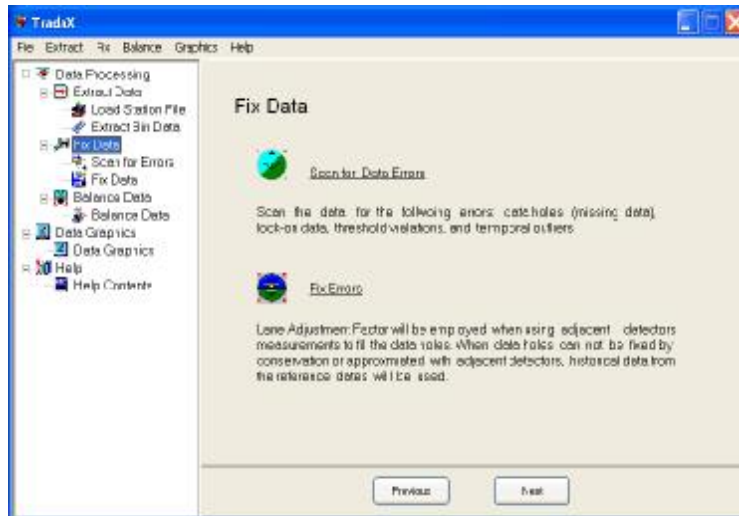 TradaX
File Extract Fix Balance Graphics Help
Data Processing
Extract Data
Load Station File
Extract Bin Data
Fix Data
Scan for Errors
Fix Data
Balance Data
Balance Data
Data Graphics
Data Graphics
Help
Help Contents
Fix Data
Scan for Data Errors
Scan the data for the follwoing errors: data holes (missing data),
lock-on data, threshold violations, and termporal outliers
Fix Errors
Lane Adjustment Factor will be employed when using adjecent detectors
measurements to fill the data holes. When data holes can not be fixed by
conservation or approximated with adjecent detectors, historical data from
the reference dates will be used.
Previous Next